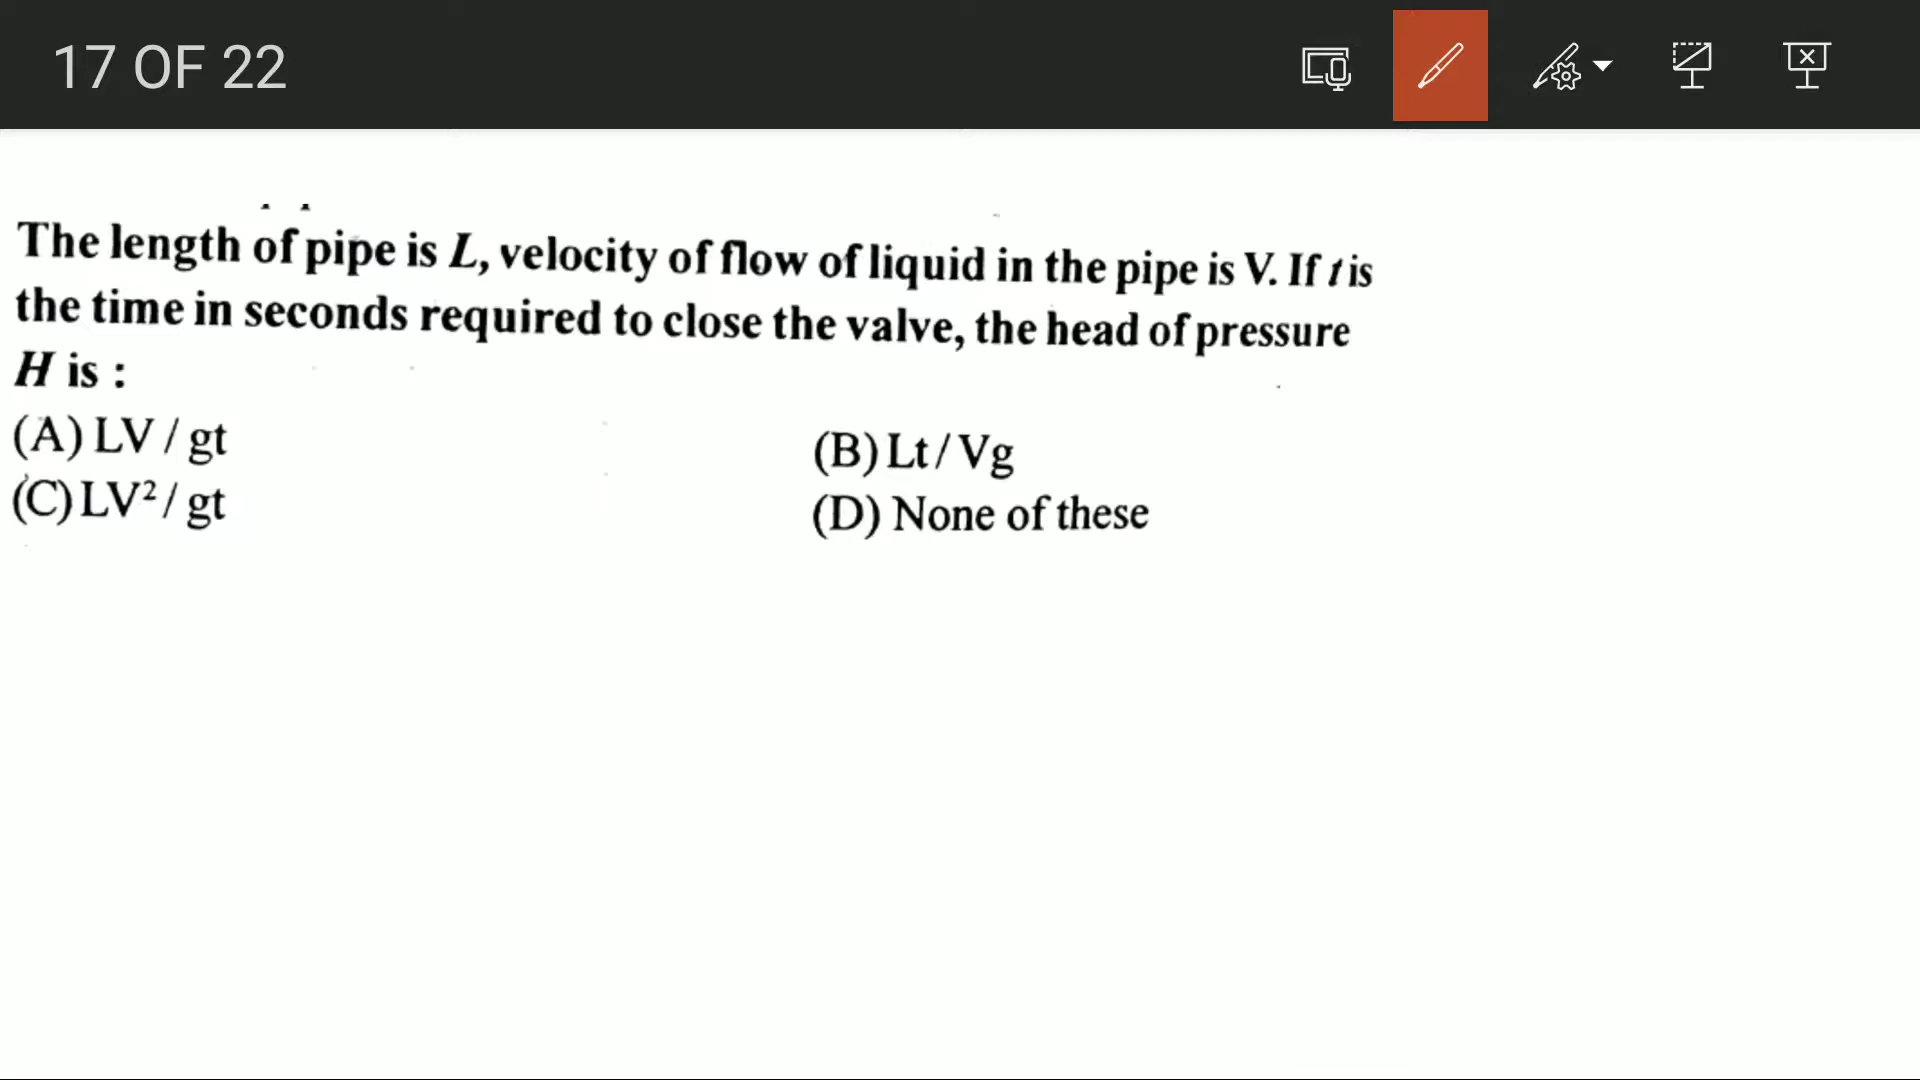 17 OF 22
The length of pipe is L, velocity of flow of liquid in the pipe is V. If t is
the time in seconds required to close the valve, the head of pressure
H is :
(A) LV / gt
(B) Lt / Vg
(C) LV² / gt
(D) None of these